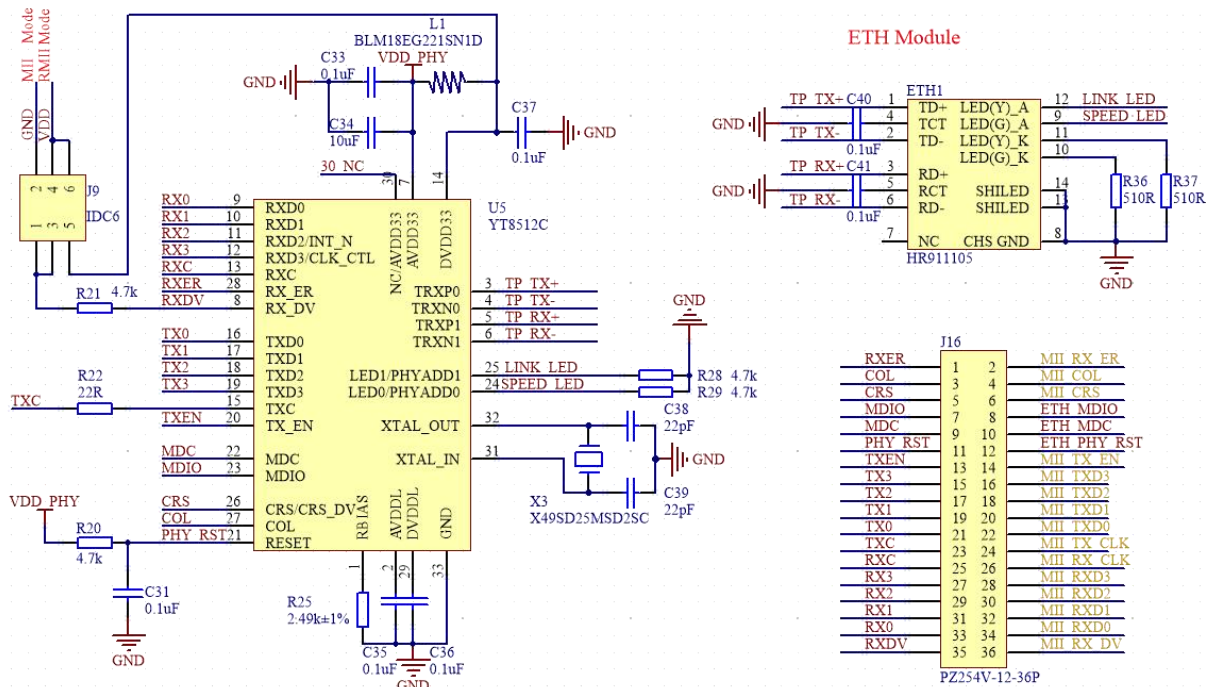 MII Mode
RMII Mode
GND
VDD
2 4 6
1 3 5
J9
IDC6
L1
BLM18EG221SN1D
VDD_PHY
C33
0.1uF
GND
C34
10uF
C37
0.1uF
GND
30_NC
30
7
14
U5
YT8512C
NC/AVDD33
AVDD33
DVDD33
RX0 9 RXD0
RX1 10 RXD1
RX2 11 RXD2/INT_N
RX3 12 RXD3/CLK_CTL
RXC 13 RXC
RXER 28 RX_ER
RXDV 8 RX_DV
R21 4.7k
TX0 16 TXD0
TX1 17 TXD1
TX2 18 TXD2
TX3 19 TXD3
TXC 15 TXC
TXEN 20 TX_EN
R22
22R
MDC 22 MDC
MDIO 23 MDIO
CRS 26 CRS/CRS_DV
COL 27 COL
PHY_RST 21 RESET
VDD_PHY
R20
4.7k
C31
0.1uF
GND
TRXP0 3 TP_TX+
TRXN0 4 TP_TX-
TRXP1 5 TP_RX+
TRXN1 6 TP_RX-
LED1/PHYADD1 25 LINK_LED
LED0/PHYADD0 24 SPEED_LED
GND
R28 4.7k
R29 4.7k
XTAL_OUT 32
XTAL_IN 31
C38
22pF
GND
C39
22pF
X3
X49SD25MSD2SC
RBIAS
AVDDL
DVDDL
GND
1
2
29
33
R25
2.49k±1%
C35
0.1uF
C36
0.1uF
GND
ETH Module
ETH1
TP_TX+ C40 1 TD+ LED(Y)_A 12 LINK_LED
GND 4 TCT LED(G)_A 9 SPEED_LED
TP_TX- 2 TD- LED(Y)_K 11
0.1uF LED(G)_K 10
TP_RX+ C41 3 RD+
GND 5 RCT SHILED 14
TP_RX- 6 RD- SHILED 13
0.1uF
7 NC CHS GND 8
HR911105
R36
510R
R37
510R
GND
J16
RXER 1 2 MII_RX_ER
COL 3 4 MII_COL
CRS 5 6 MII_CRS
MDIO 7 8 ETH_MDIO
MDC 9 10 ETH_MDC
PHY_RST 11 12 ETH_PHY_RST
TXEN 13 14 MII_TX_EN
TX3 15 16 MII_TXD3
TX2 17 18 MII_TXD2
TX1 19 20 MII_TXD1
TX0 21 22 MII_TXD0
TXC 23 24 MII_TX_CLK
RXC 25 26 MII_RX_CLK
RX3 27 28 MII_RXD3
RX2 29 30 MII_RXD2
RX1 31 32 MII_RXD1
RX0 33 34 MII_RXD0
RXDV 35 36 MII_RX_DV
PZ254V-12-36P